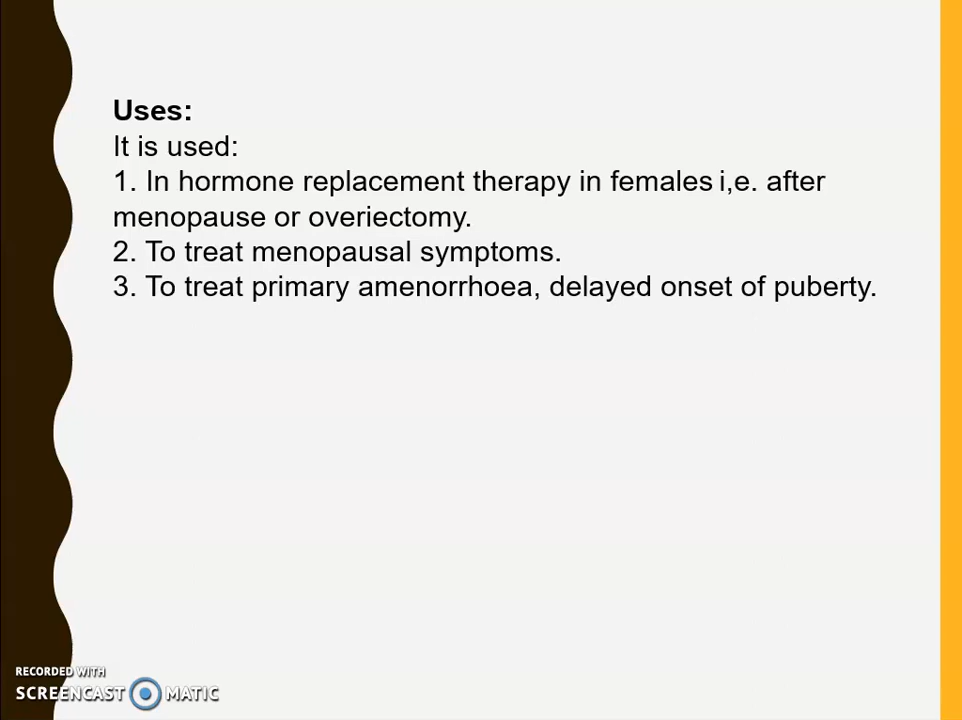 Uses:
It is used:
1. In hormone replacement therapy in females i,e. after
menopause or overiectomy.
2. To treat menopausal symptoms.
3. To treat primary amenorrhoea, delayed onset of puberty.
RECORDED WITH
SCREENCAST MATIC